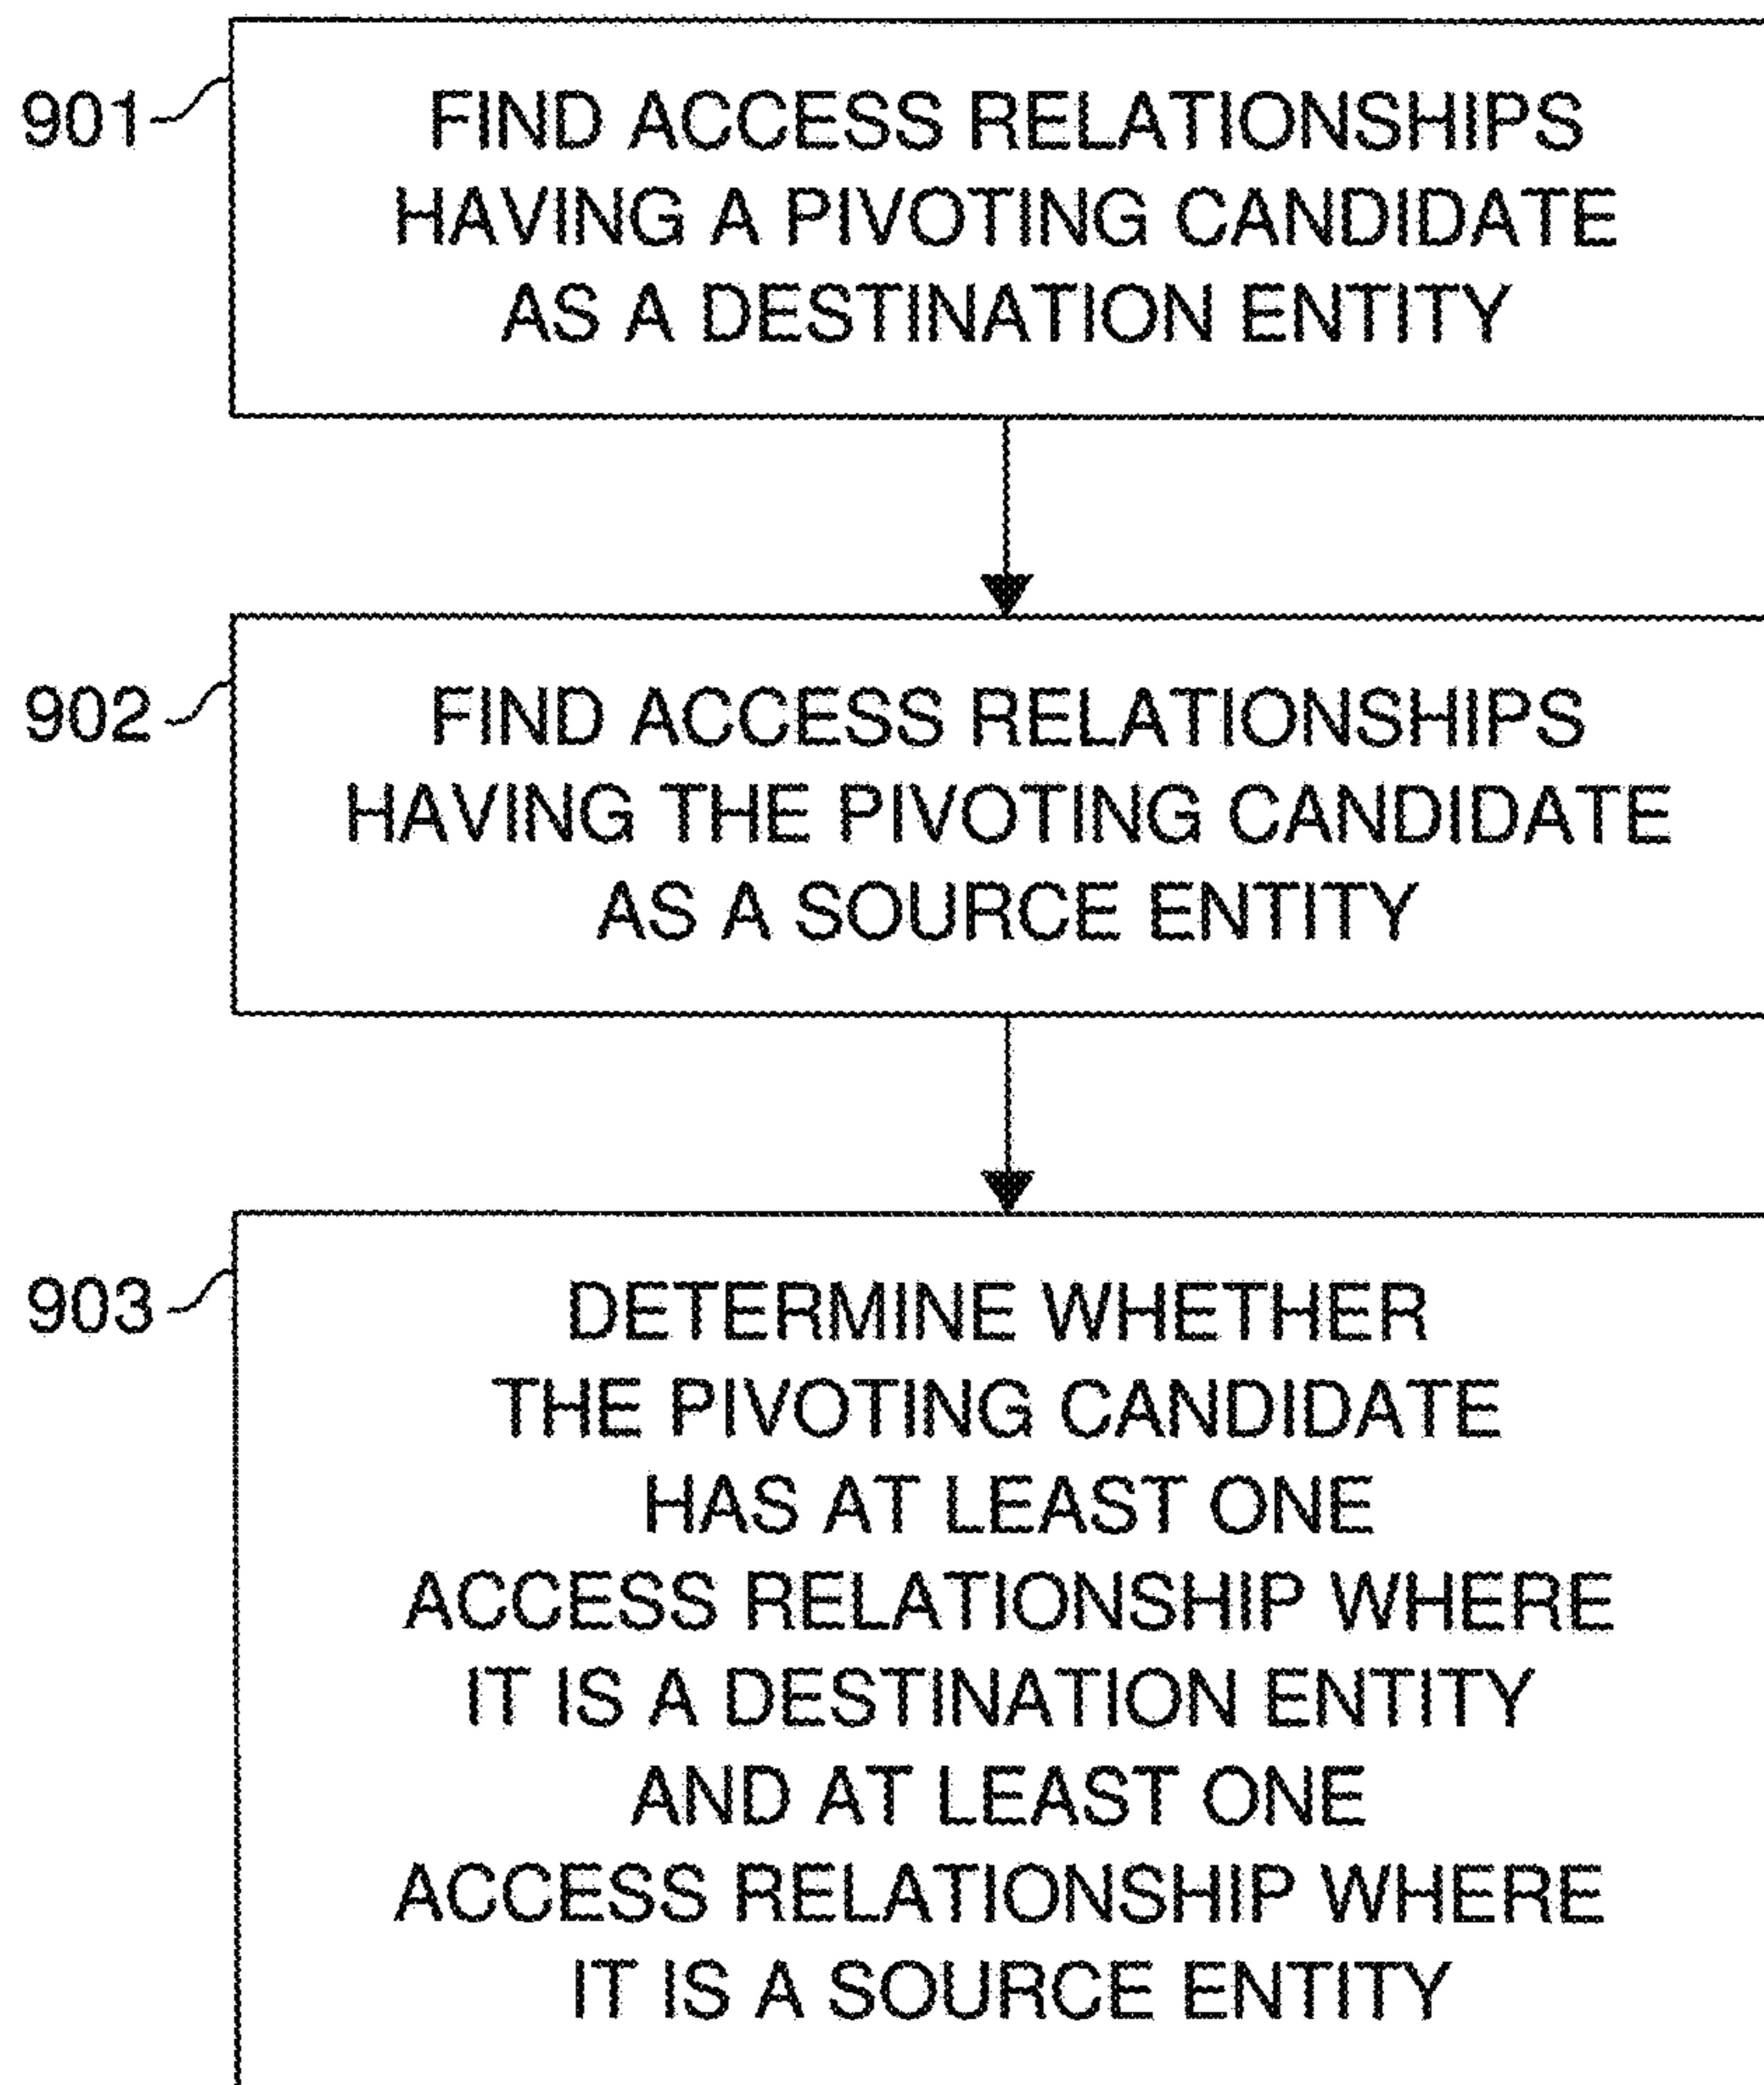 901
FIND ACCESS RELATIONSHIPS
HAVING A PIVOTING CANDIDATE
AS A DESTINATION ENTITY
902
FIND ACCESS RELATIONSHIPS
HAVING THE PIVOTING CANDIDATE
AS A SOURCE ENTITY
903
DETERMINE WHETHER
THE PIVOTING CANDIDATE
HAS AT LEAST ONE
ACCESS RELATIONSHIP WHERE
IT IS A DESTINATION ENTITY
AND AT LEAST ONE
ACCESS RELATIONSHIP WHERE
IT IS A SOURCE ENTITY